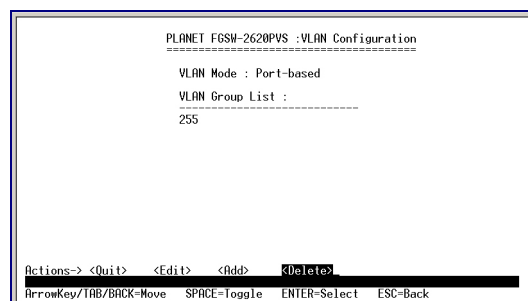 PLANET FGSW-2620PVS :VLAN Configuration
=======================================
VLAN Mode : Port-based
VLAN Group List :
----------------------------
255
Actions-> <Quit> <Edit> <Add> <Delete>
ArrowKey/TAB/BACK=Move SPACE=Toggle ENTER=Select ESC=Back